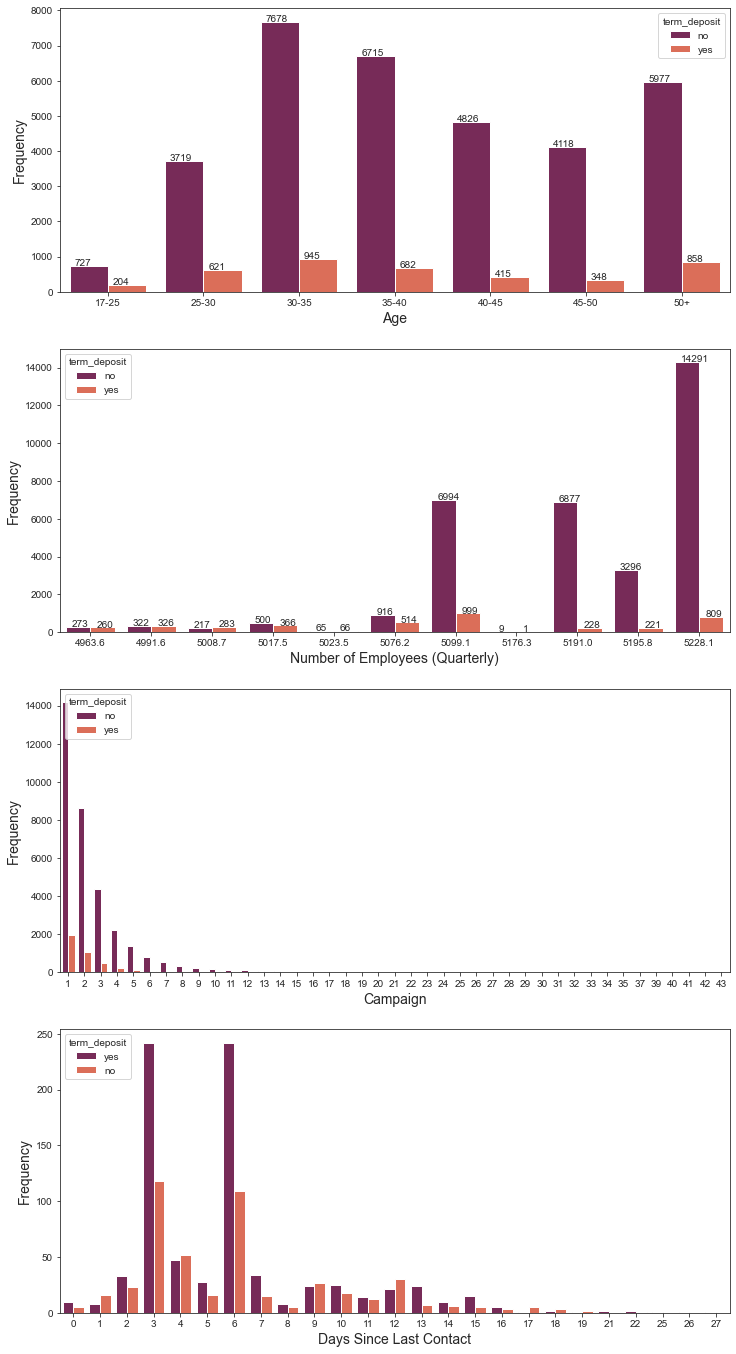 term_deposit
no
yes
8000
7000
6000
5000
4000
3000
2000
1000
0
Frequency
727 204 3719 621 7678 945 6715 682 4826 415 4118 348 5977 858
17-25 25-30 30-35 35-40 40-45 45-50 50+
Age
term_deposit
no
yes
14000
12000
10000
8000
6000
4000
2000
0
Frequency
273 260 322 326 217 283 500 366 65 66 916 514 6994 999 9 1 6877 228 3296 221 14291 809
4963.6 4991.6 5008.7 5017.5 5023.5 5076.2 5099.1 5176.3 5191.0 5195.8 5228.1
Number of Employees (Quarterly)
term_deposit
no
yes
14000
12000
10000
8000
6000
4000
2000
0
Frequency
1 2 3 4 5 6 7 8 9 10 11 12 13 14 15 16 17 18 19 20 21 22 23 24 25 26 27 28 29 30 31 32 33 34 35 37 39 40 41 42 43
Campaign
term_deposit
yes
no
250
200
150
100
50
0
Frequency
0 1 2 3 4 5 6 7 8 9 10 11 12 13 14 15 16 17 18 19 20 21 22 25 26 27
Days Since Last Contact